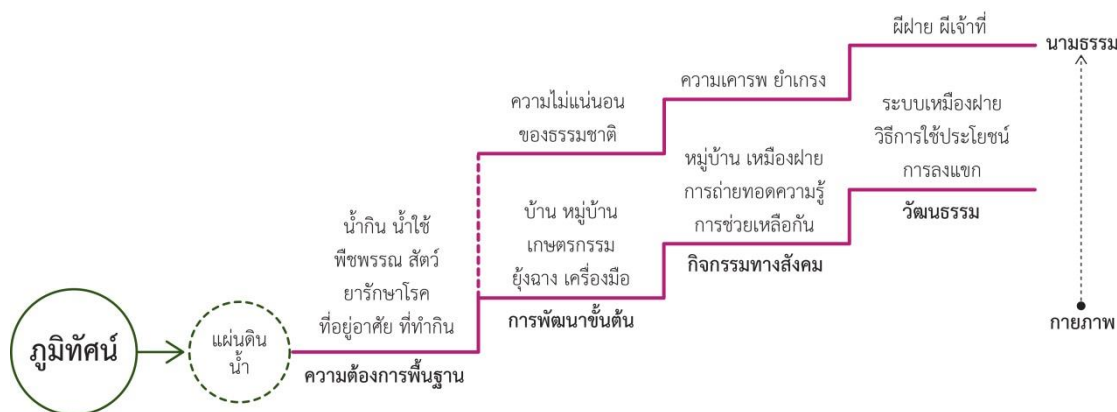 ภูมิทัศน์
แผ่นดิน
น้ำ
น้ำกิน น้ำใช้
พืชพรรณ สัตว์
ยารักษาโรค
ที่อยู่อาศัย ที่ทำกิน
ความต้องการพื้นฐาน
ความไม่แน่นอน
ของธรรมชาติ
บ้าน หมู่บ้าน
เกษตรกรรม
ยุ้งฉาง เครื่องมือ
การพัฒนาขั้นต้น
ความเคารพ ยำเกรง
หมู่บ้าน เหมืองฝาย
การถ่ายทอดความรู้
การช่วยเหลือกัน
กิจกรรมทางสังคม
ผีฝาย ผีเจ้าที่
ระบบเหมืองฝาย
วิธีการใช้ประโยชน์
การลงแขก
วัฒนธรรม
นามธรรม
กายภาพ